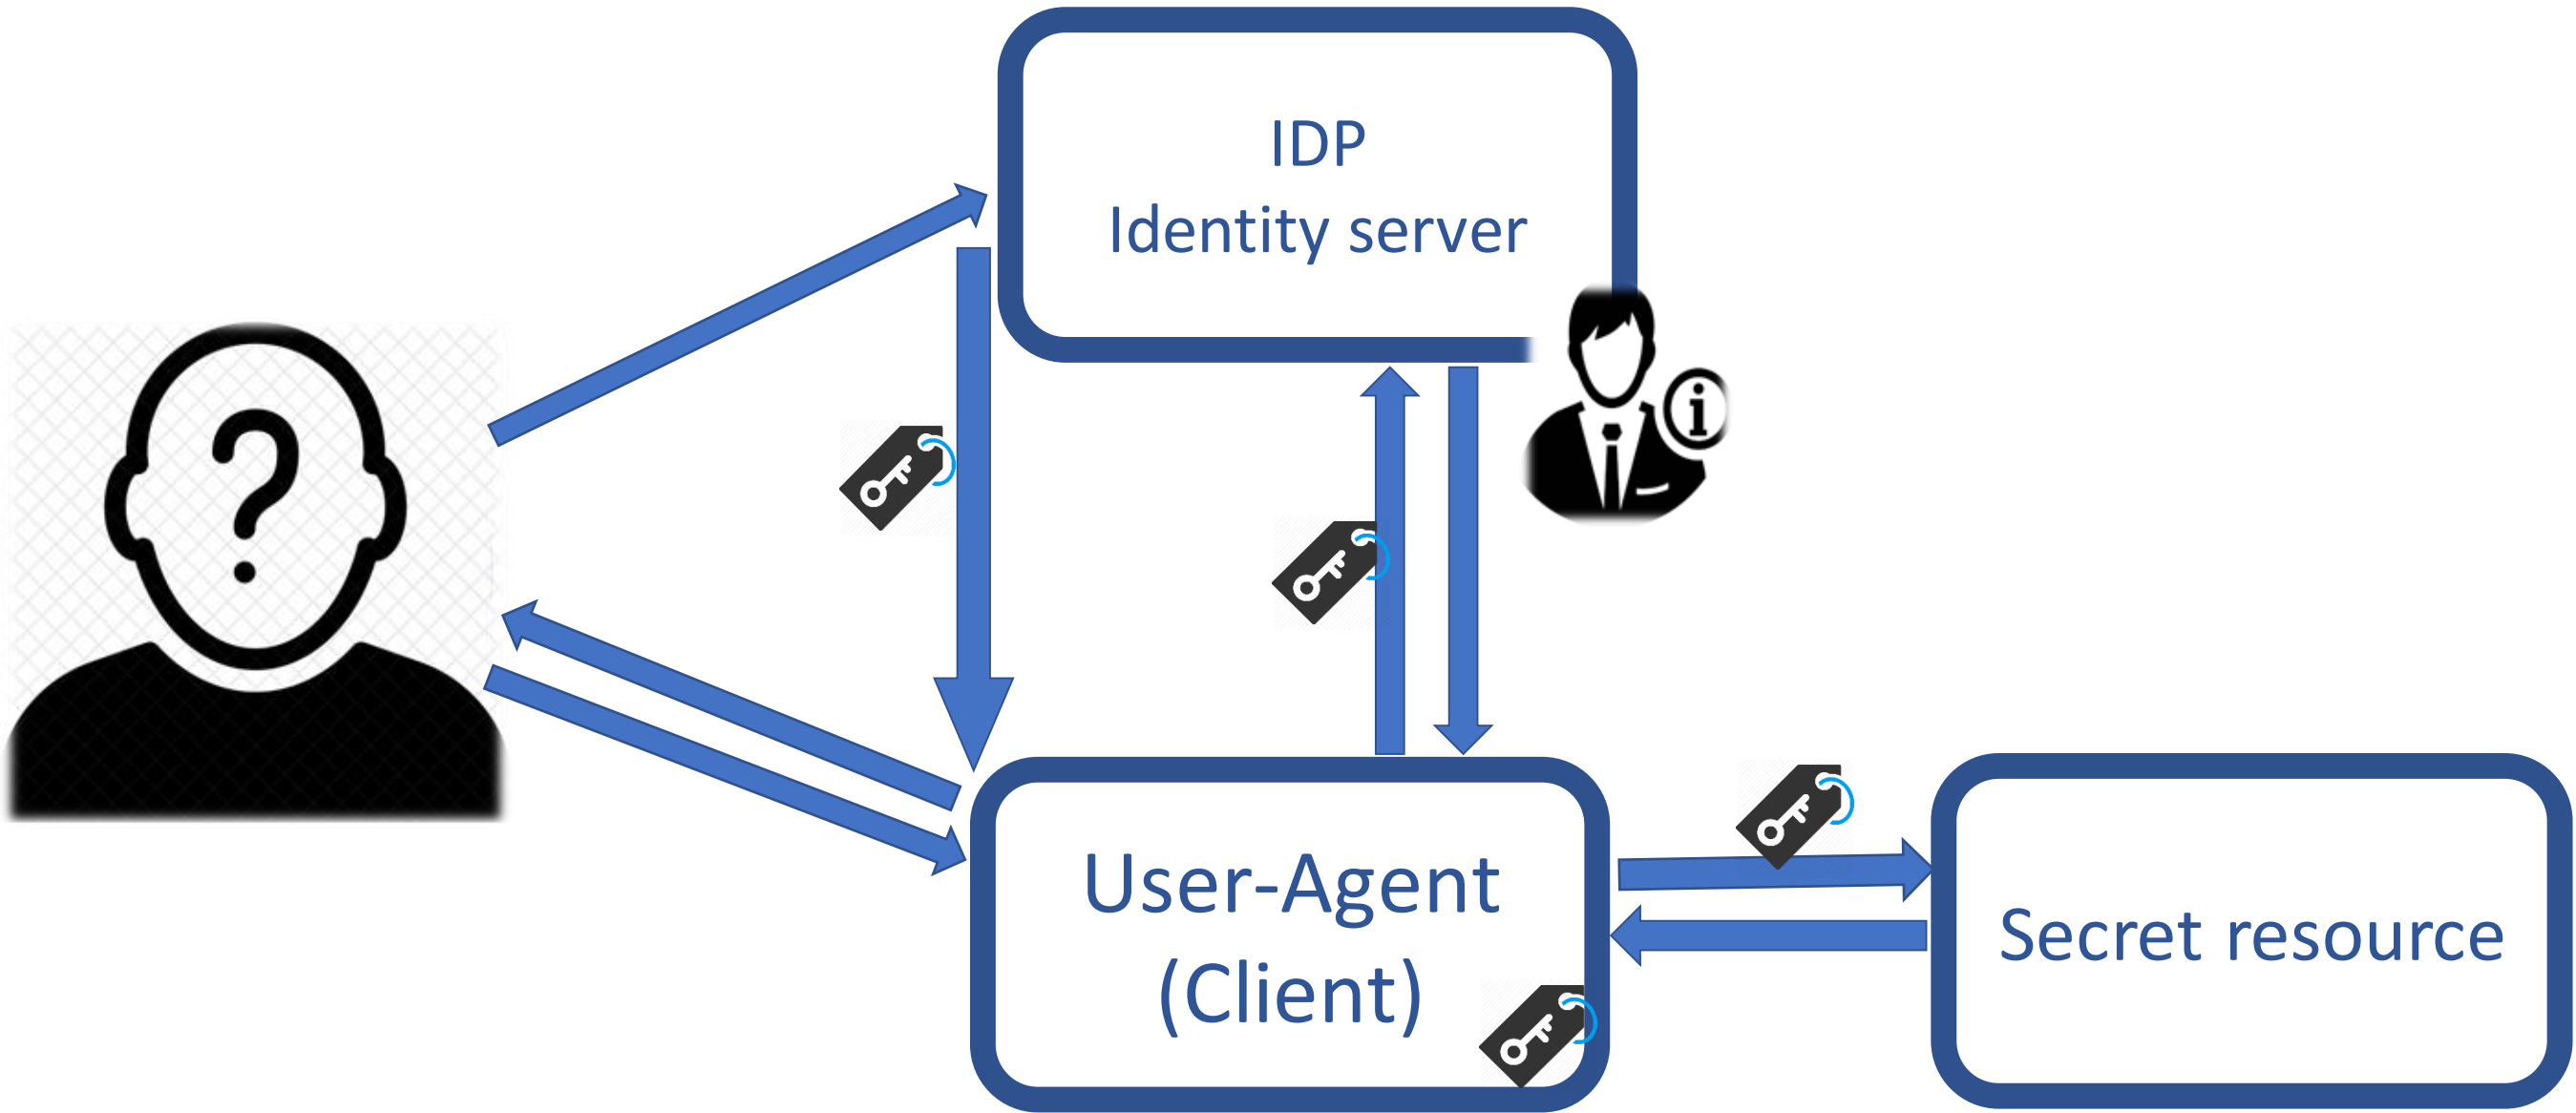 IDP
Identity server
?
i
User-Agent
(Client)
Secret resource